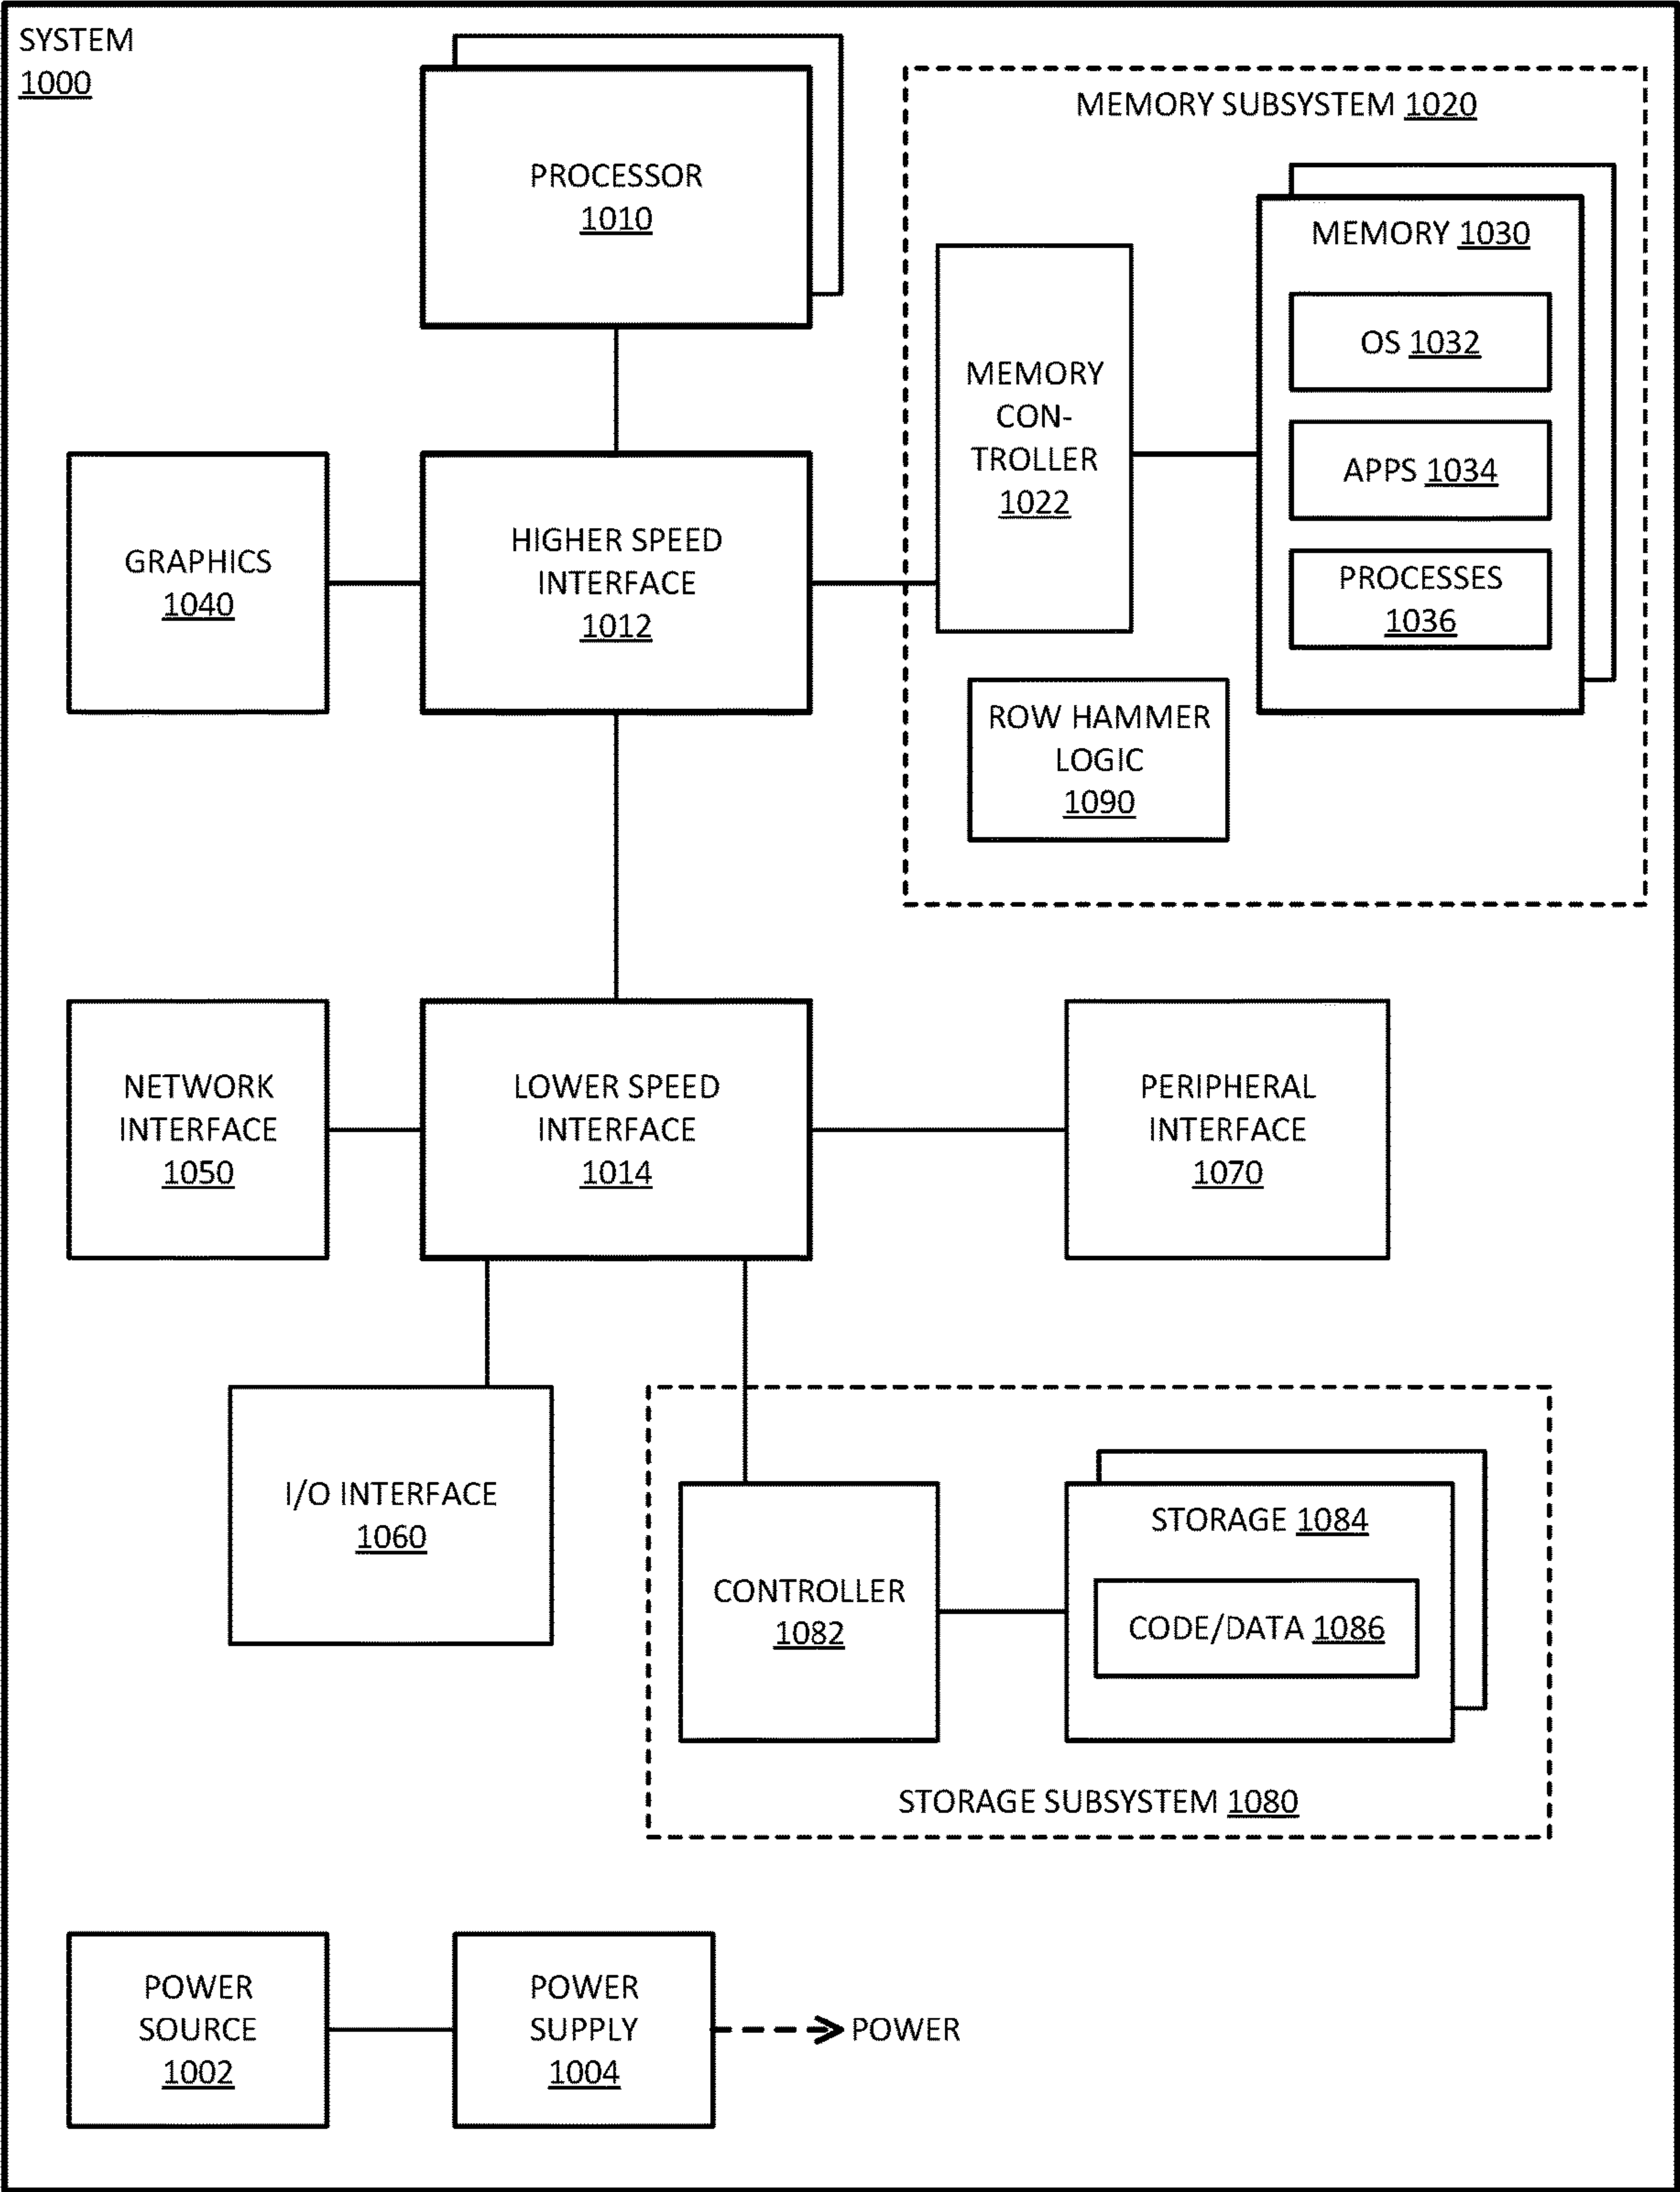 SYSTEM
1000
PROCESSOR
1010
MEMORY SUBSYSTEM 1020
MEMORY
CON-
TROLLER
1022
MEMORY 1030
OS 1032
APPS 1034
PROCESSES
1036
GRAPHICS
1040
HIGHER SPEED
INTERFACE
1012
ROW HAMMER
LOGIC
1090
NETWORK
INTERFACE
1050
LOWER SPEED
INTERFACE
1014
PERIPHERAL
INTERFACE
1070
I/O INTERFACE
1060
CONTROLLER
1082
STORAGE 1084
CODE/DATA 1086
STORAGE SUBSYSTEM 1080
POWER
SOURCE
1002
POWER
SUPPLY
1004
POWER